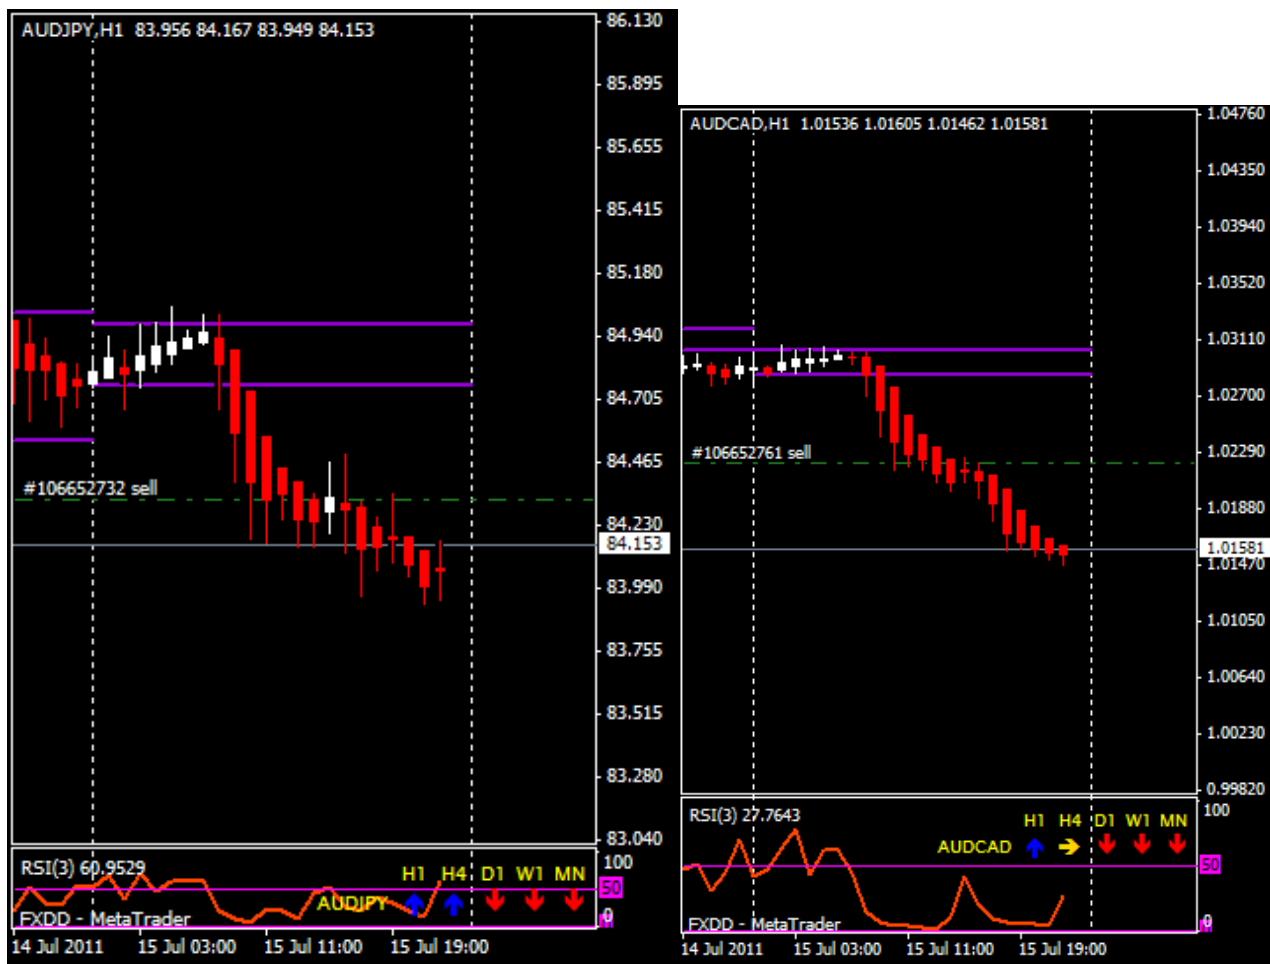 AUDJPY,H1 83.956 84.167 83.949 84.153
86.130
85.895
85.655
85.415
85.180
84.940
84.705
84.465
#106652732 sell
84.230
84.153
83.990
83.755
83.515
83.280
83.040
RSI(3) 60.9529
100
H1 H4 D1 W1 MN
50
AUDJPY
0
FXDD - MetaTrader
14 Jul 2011 15 Jul 03:00 15 Jul 11:00 15 Jul 19:00
AUDCAD,H1 1.01536 1.01605 1.01462 1.01581
1.04760
1.04350
1.03940
1.03520
1.03110
1.02700
1.02290
#106652761 sell
1.01880
1.01581
1.01470
1.01050
1.00640
1.00230
0.99820
RSI(3) 27.7643
100
H1 H4 D1 W1 MN
AUDCAD
50
0
FXDD - MetaTrader
14 Jul 2011 15 Jul 03:00 15 Jul 11:00 15 Jul 19:00